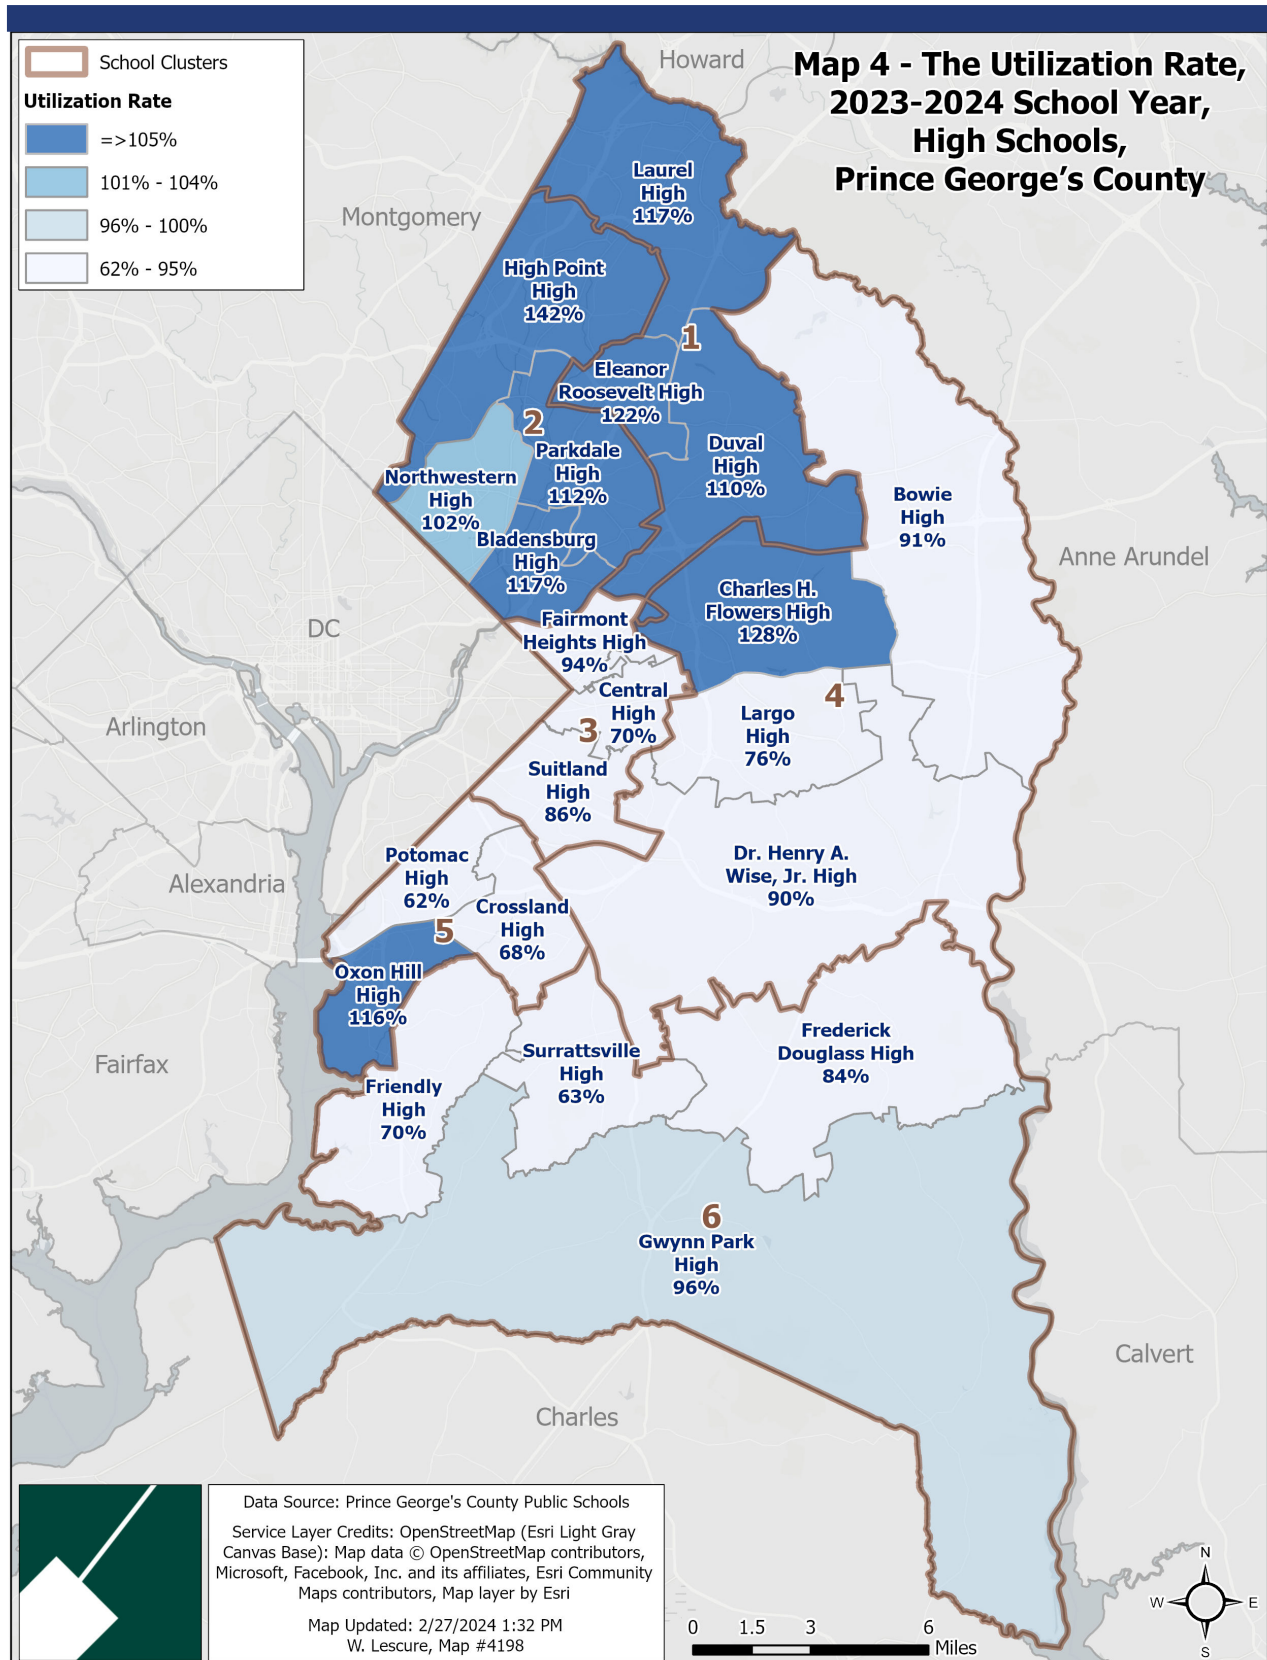 Map 4 - The Utilization Rate,
2023-2024 School Year,
High Schools,
Prince George's County
School Clusters
Utilization Rate
=>105%
101% - 104%
96% - 100%
62% - 95%
Howard
Montgomery
Laurel
High
117%
High Point
High
142%
1
Eleanor
Roosevelt High
122%
2
Parkdale
High
112%
Duval
High
110%
Northwestern
High
102%
Bowie
High
91%
Bladensburg
High
117%
Anne Arundel
Charles H.
Flowers High
128%
DC
Fairmont
Heights High
94%
Central
High
70%
4
Arlington
3
Largo
High
76%
Suitland
High
86%
Potomac
High
62%
Dr. Henry A.
Wise, Jr. High
90%
Alexandria
Crossland
High
68%
5
Oxon Hill
High
116%
Frederick
Douglass High
84%
Surrattsville
High
63%
Fairfax
Friendly
High
70%
6
Gwynn Park
High
96%
Calvert
Charles
Data Source: Prince George's County Public Schools
Service Layer Credits: OpenStreetMap (Esri Light Gray
Canvas Base): Map data © OpenStreetMap contributors,
Microsoft, Facebook, Inc. and its affiliates, Esri Community
Maps contributors, Map layer by Esri
Map Updated: 2/27/2024 1:32 PM
W. Lescure, Map #4198
0 1.5 3 6
Miles
N
W E
S